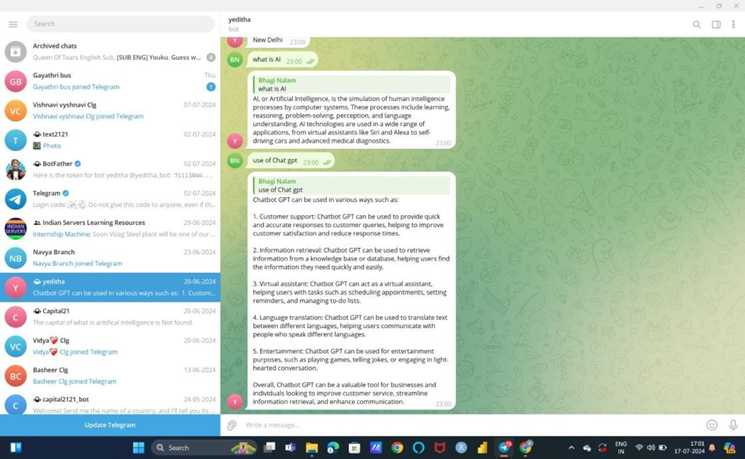 Search
Archived chats
Queen Of Tears English Sub, [SUB ENG] Youku, Guess w... 4
Gayathri bus Thu
GB
Gayathri bus joined Telegram 1
Vishnavi vyshnavi Clg 07-07-2024
VC
Vishnavi vyshnavi Clg joined Telegram
text2121 02-07-2024
T
Photo
BotFather 02-07-2024
Here is the token for bot yeditha @yeditha_bot:
Telegram 02-07-2024
Login code: Do not give this code to anyone, even if th...
Indian Servers Learning Resources 29-06-2024
INDIAN SERVERS
Internship Machine: Soon Vizag Steel plant will be one of our ...
Navya Branch 23-06-2024
NB
Navya Branch joined Telegram
yeditha 20-06-2024
Y
Chatbot GPT can be used in various ways such as: 1. Custom...
Capital21 20-06-2024
C
The capital of what is artifical intelligence is Not found.
Vidya Clg 20-06-2024
VC
Vidya Clg joined Telegram
Basheer Clg 13-06-2024
BC
Basheer Clg joined Telegram
capital2121_bot 24-05-2024
C
Welcome! Send me the name of a country, and I'll tell you its...
Update Telegram
yeditha
bot
Y
New Delhi 23:00
BN
what is AI 23:00
Bhagi Nalam
what is AI
AI, or Artificial Intelligence, is the simulation of human intelligence
processes by computer systems. These processes include learning,
reasoning, problem-solving, perception, and language
understanding. AI technologies are used in a wide range of
applications, from virtual assistants like Siri and Alexa to self-
driving cars and advanced medical diagnostics. 23:00
Y
BN
use of Chat gpt 23:00
Bhagi Nalam
use of Chat gpt
Chatbot GPT can be used in various ways such as:
1. Customer support: Chatbot GPT can be used to provide quick
and accurate responses to customer queries, helping to improve
customer satisfaction and reduce response times.
2. Information retrieval: Chatbot GPT can be used to retrieve
information from a knowledge base or database, helping users find
the information they need quickly and easily.
3. Virtual assistant: Chatbot GPT can act as a virtual assistant,
helping users with tasks such as scheduling appointments, setting
reminders, and managing to-do lists.
4. Language translation: Chatbot GPT can be used to translate text
between different languages, helping users communicate with
people who speak different languages.
5. Entertainment: Chatbot GPT can be used for entertainment
purposes, such as playing games, telling jokes, or engaging in light-
hearted conversation.
Overall, Chatbot GPT can be a valuable tool for businesses and
individuals looking to improve customer service, streamline
information retrieval, and enhance communication. 23:00
Y
Write a message...
Search
ENG
IN
17:01
17-07-2024